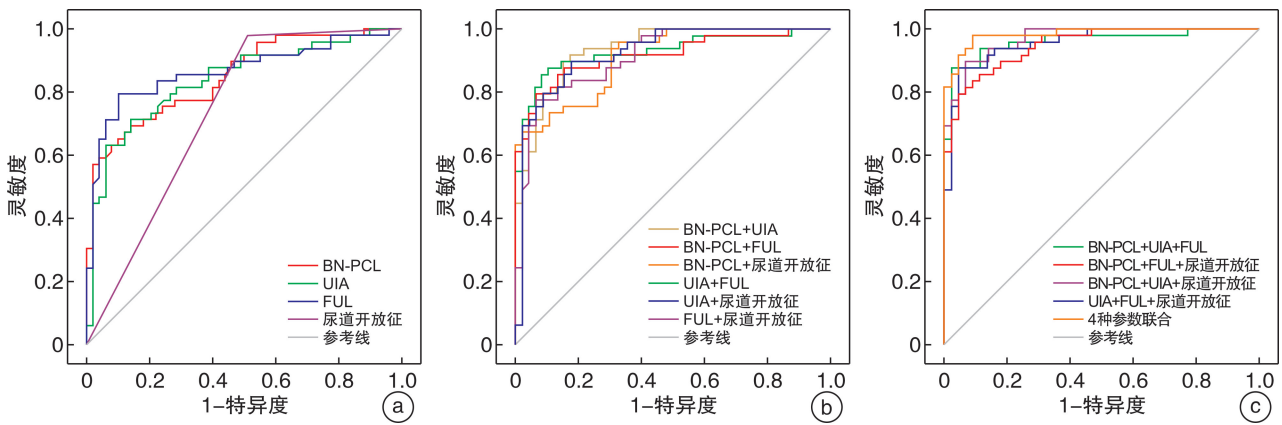 1.0
0.8
0.6
0.4
0.2
0
灵敏度
BN-PCL
UIA
FUL
尿道开放征
参考线
0 0.2 0.4 0.6 0.8 1.0
1-特异度
a
1.0
0.8
0.6
0.4
0.2
0
灵敏度
BN-PCL+UIA
BN-PCL+FUL
BN-PCL+尿道开放征
UIA+FUL
UIA+尿道开放征
FUL+尿道开放征
参考线
0 0.2 0.4 0.6 0.8 1.0
1-特异度
b
1.0
0.8
0.6
0.4
0.2
0
灵敏度
BN-PCL+UIA+FUL
BN-PCL+FUL+尿道开放征
BN-PCL+UIA+尿道开放征
UIA+FUL+尿道开放征
4种参数联合
参考线
0 0.2 0.4 0.6 0.8 1.0
1-特异度
c